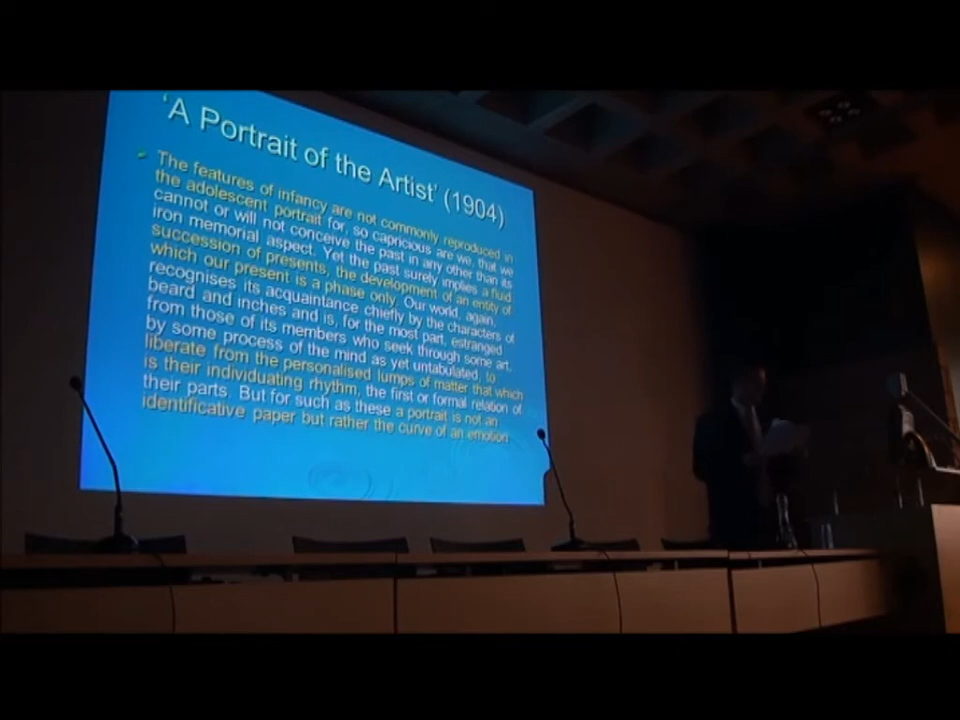 'A Portrait of the Artist' (1904)
The features of infancy are not commonly reproduced in
the adolescent portrait for, so capricious are we, that we
cannot or will not conceive the past in any other than its
iron memorial aspect. Yet the past surely implies a fluid
succession of presents, the development of an entity of
which our present is a phase only. Our world, again,
recognises its acquaintance chiefly by the characters of
beard and inches and is, for the most part, estranged
from those of its members who seek through some art,
by some process of the mind as yet untabulated, to
liberate from the personalised lumps of matter that which
is their individuating rhythm, the first or formal relation of
their parts. But for such as these a portrait is not an
identificative paper but rather the curve of an emotion